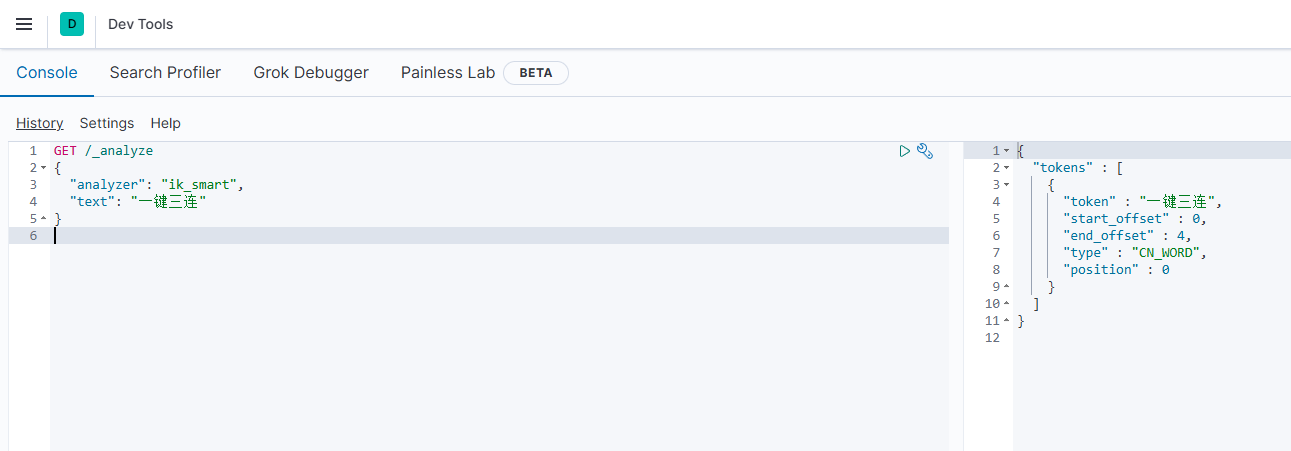 D Dev Tools
Console Search Profiler Grok Debugger Painless Lab BETA
History Settings Help
1 GET /_analyze
2 {
3 "analyzer": "ik_smart",
4 "text": "一键三连"
5 }
6
1 {
2 "tokens" : [
3 {
4 "token" : "一键三连",
5 "start_offset" : 0,
6 "end_offset" : 4,
7 "type" : "CN_WORD",
8 "position" : 0
9 }
10 ]
11 }
12